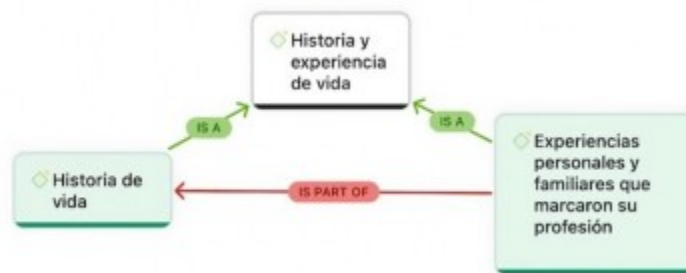 Historia y
experiencia
de vida
IS A
IS A
Historia de
vida
IS PART OF
Experiencias
personales y
familiares que
marcaron su
profesión